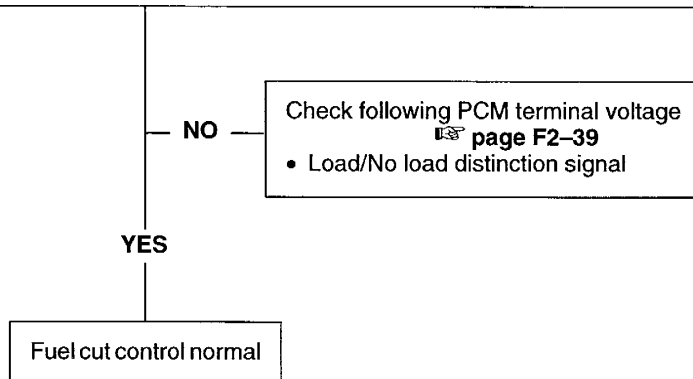 NO
Check following PCM terminal voltage
☞ page F2–39
• Load/No load distinction signal
YES
Fuel cut control normal